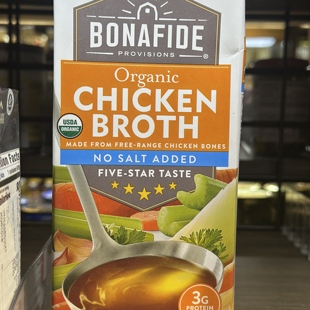 BONAFIDE
PROVISIONS
®
Organic
CHICKEN
BROTH
USDA
ORGANIC
MADE FROM FREE-RANGE CHICKEN BONES
NO SALT ADDED
FIVE-STAR TASTE
3G
PROTEIN